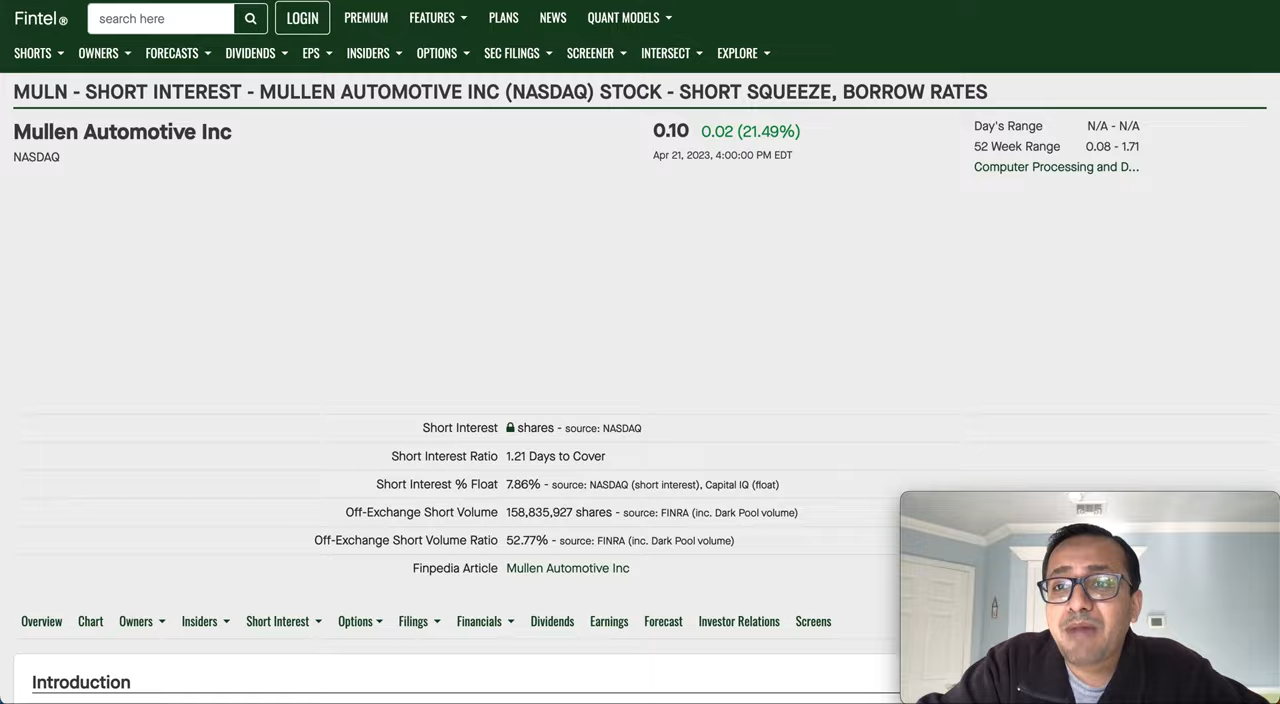 Fintel®
search here
LOGIN
PREMIUM
FEATURES
PLANS
NEWS
QUANT MODELS
SHORTS
OWNERS
FORECASTS
DIVIDENDS
EPS
INSIDERS
OPTIONS
SEC FILINGS
SCREENER
INTERSECT
EXPLORE
MULN - SHORT INTEREST - MULLEN AUTOMOTIVE INC (NASDAQ) STOCK - SHORT SQUEEZE, BORROW RATES
Mullen Automotive Inc
NASDAQ
0.10 0.02 (21.49%)
Apr 21, 2023, 4:00:00 PM EDT
Day's Range N/A - N/A
52 Week Range 0.08 - 1.71
Computer Processing and D...
Short Interest shares - source: NASDAQ
Short Interest Ratio 1.21 Days to Cover
Short Interest % Float 7.86% - source: NASDAQ (short interest), Capital IQ (float)
Off-Exchange Short Volume 158,835,927 shares - source: FINRA (inc. Dark Pool volume)
Off-Exchange Short Volume Ratio 52.77% - source: FINRA (inc. Dark Pool volume)
Finpedia Article Mullen Automotive Inc
Overview
Chart
Owners
Insiders
Short Interest
Options
Filings
Financials
Dividends
Earnings
Forecast
Investor Relations
Screens
Introduction